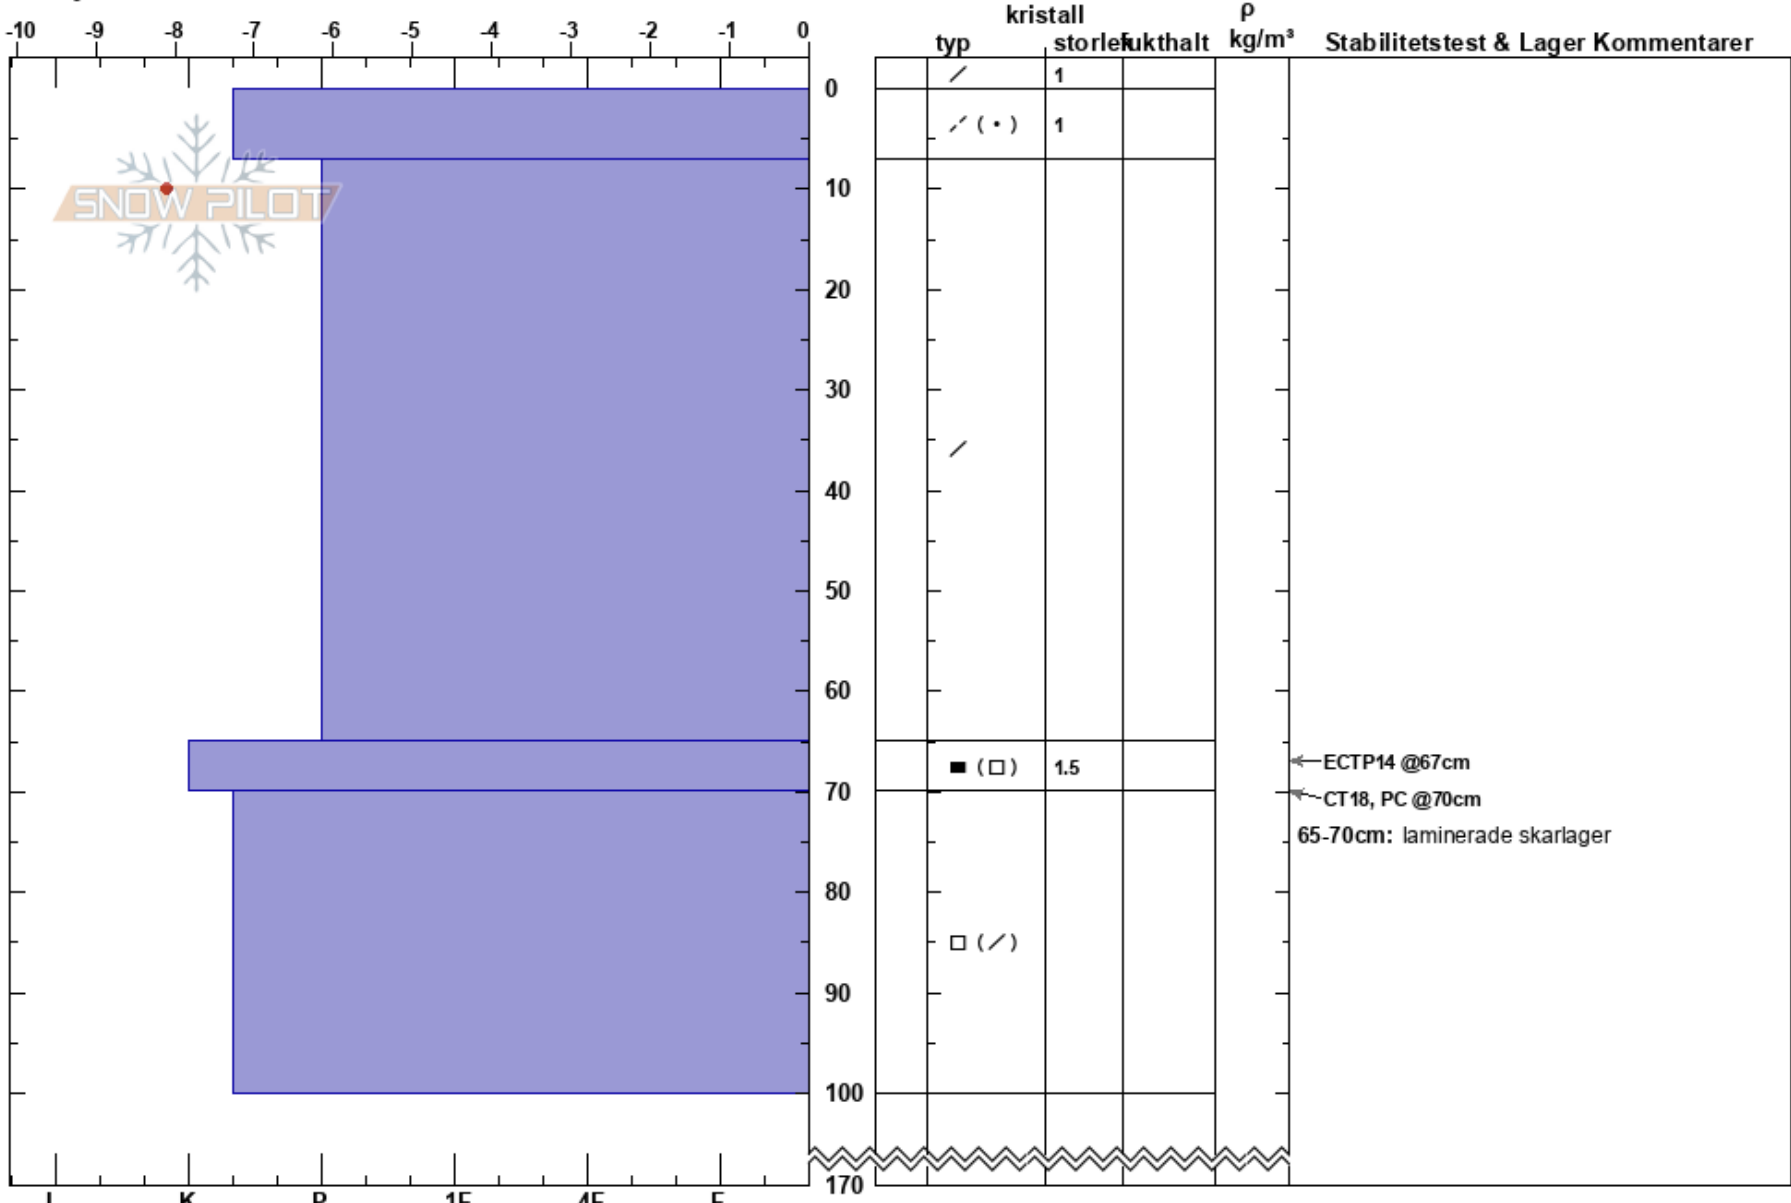 kristall ρ
-10 -9 -8 -7 -6 -5 -4 -3 -2 -1 0 typ storlek fukthalt kg/m³ Stabilitetstest & Lager Kommentarer
1
0
( • ) 1
10
SNOW PILOT
20
30
40
50
60
ECTP14 @67cm
( ) 1.5
70
CT18, PC @70cm
65-70cm: laminerade skarlager
80
90
100
170
I K P 1F 4F F